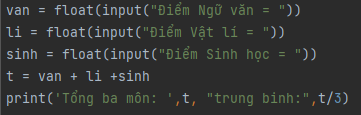 van = float(input("Điểm Ngữ văn = "))
li = float(input("Điểm Vật lí = "))
sinh = float(input("Điểm Sinh học = "))
t = van + li +sinh
print('Tổng ba môn: ',t, "trung binh:",t/3)